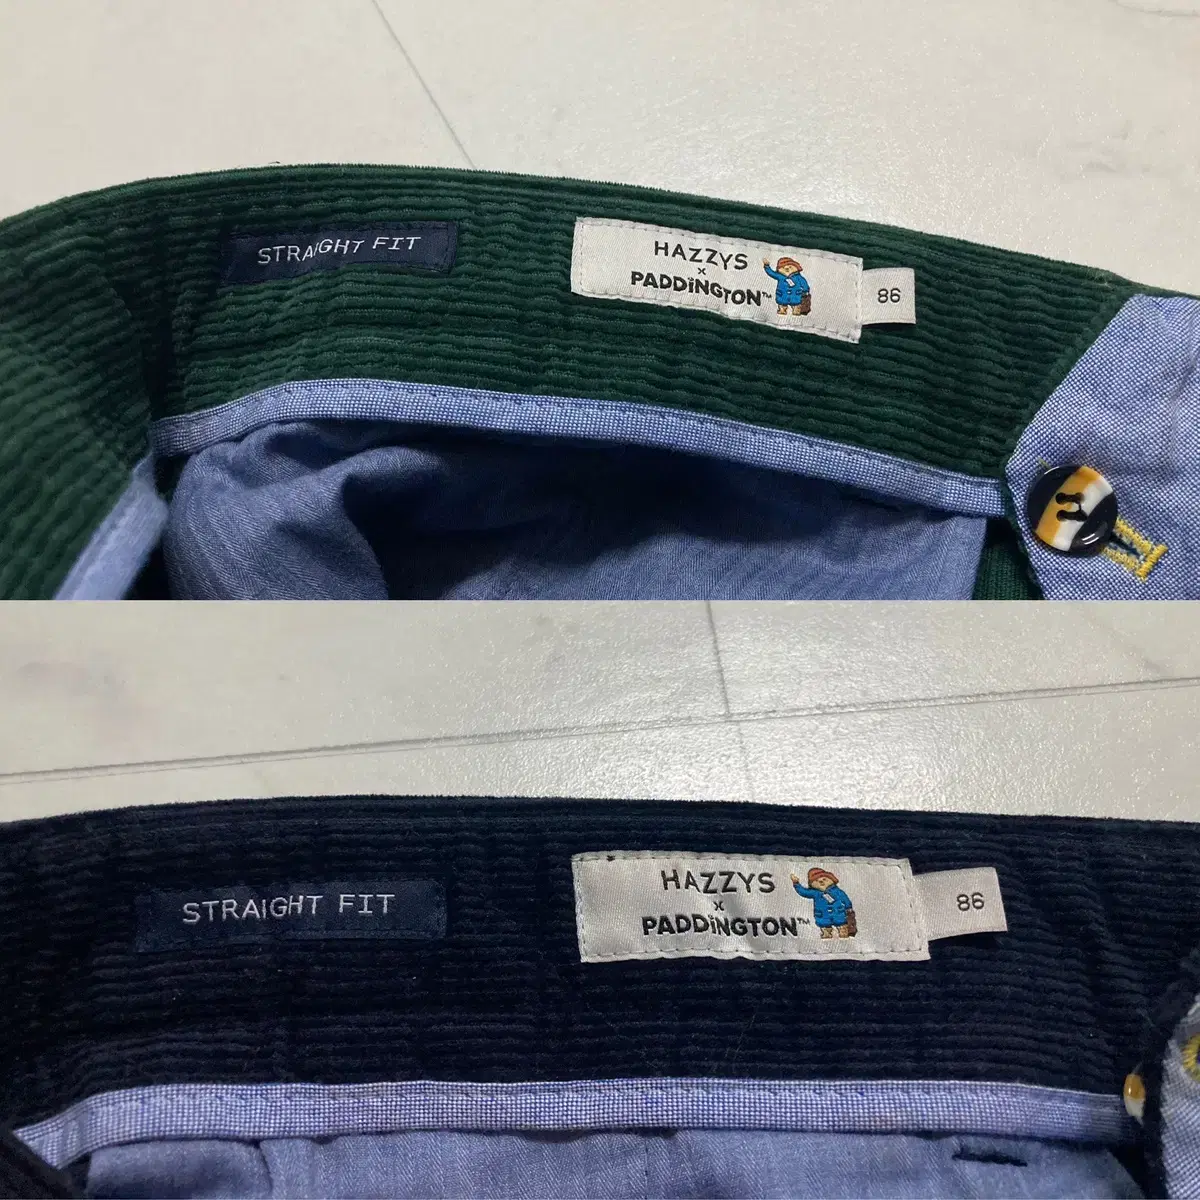 STRAIGHT FIT
HAZZYS
x
PADDiNGTON™
86
STRAIGHT FIT
HAZZYS
x
PADDiNGTON™
86